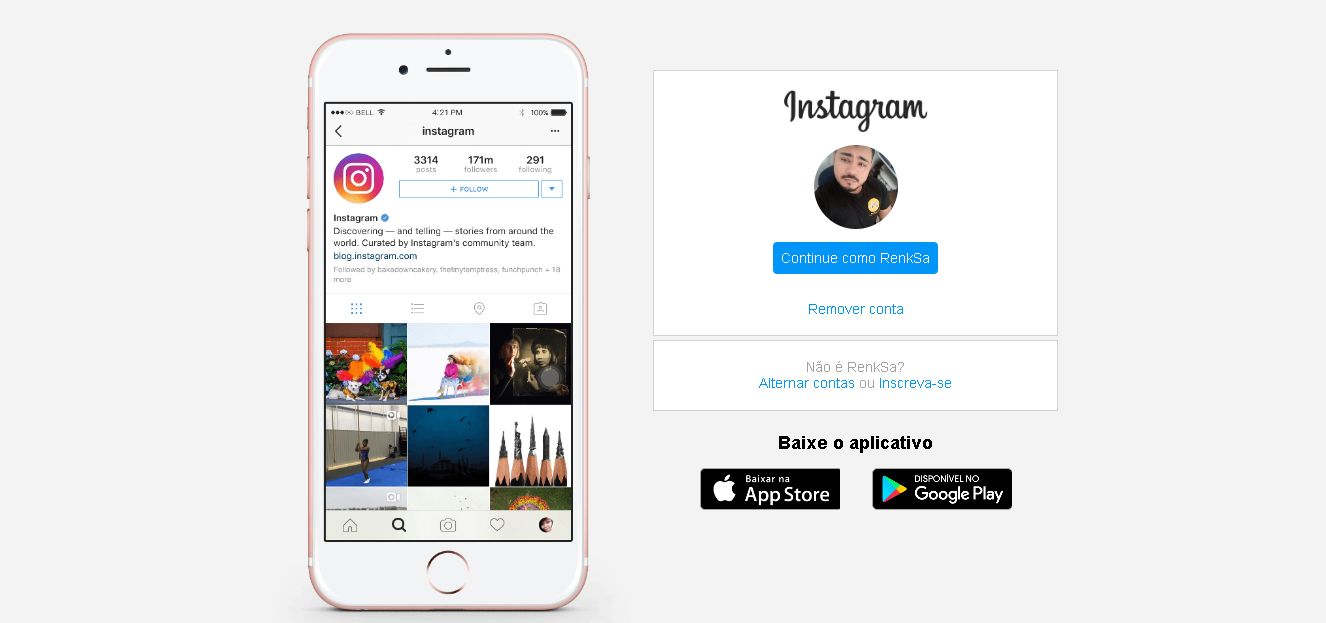 BELL
4:21 PM
100%
instagram
3314
171m
291
posts
followers
following
+ FOLLOW
Instagram
Discovering — and telling — stories from around the
world. Curated by Instagram's community team.
blog.instagram.com
Followed by bakedowncakery, thetinytemptress, funchpunch + 18
more
Instagram
Continue como RenkSa
Remover conta
Não é RenkSa?
Alternar contas ou Inscreva-se
Baixe o aplicativo
Baixar na
App Store
DISPONÍVEL NO
Google Play